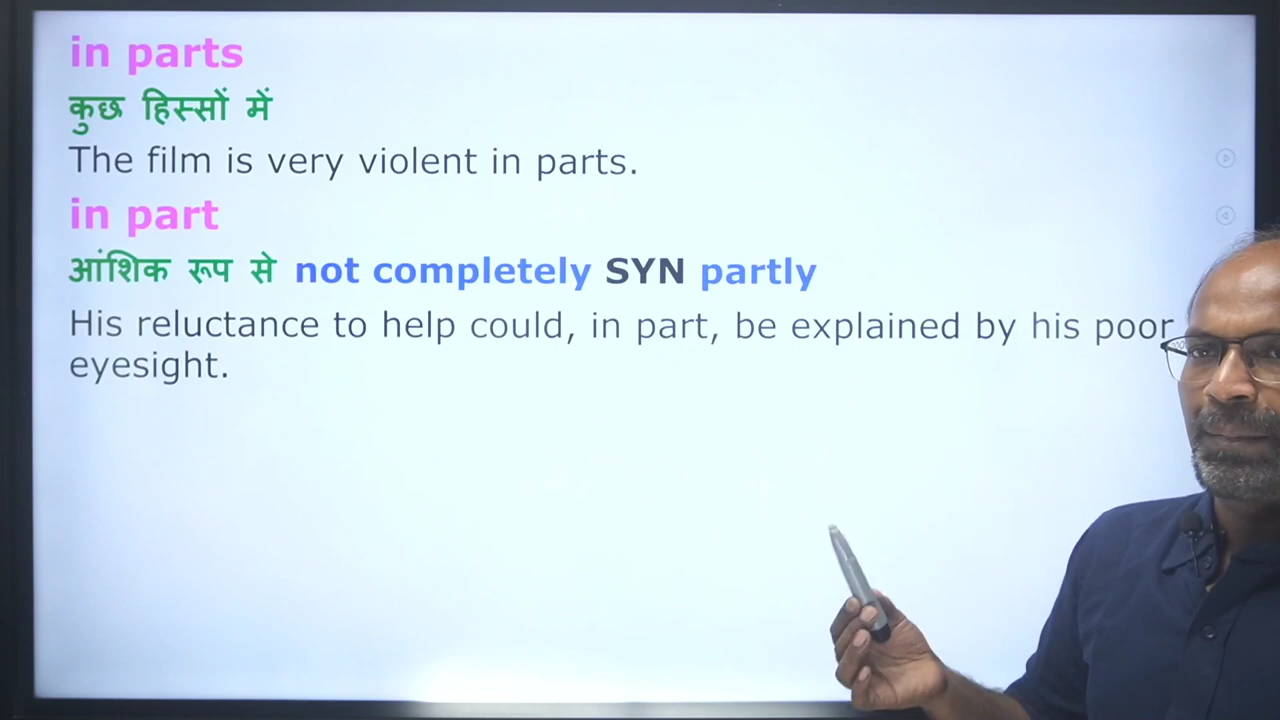 in parts
कुछ हिस्सों में
The film is very violent in parts.
in part
आंशिक रूप से not completely SYN partly
His reluctance to help could, in part, be explained by his poor
eyesight.